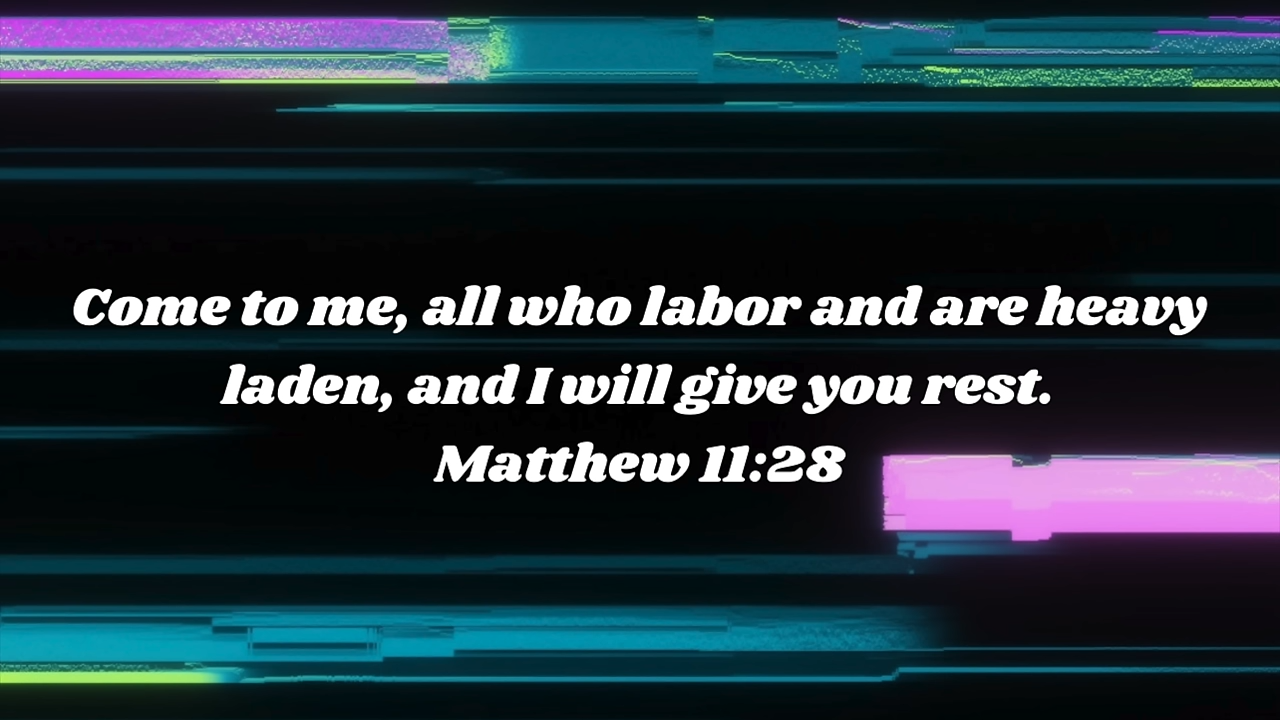 Come to me, all who labor and are heavy
laden, and I will give you rest.
Matthew 11:28